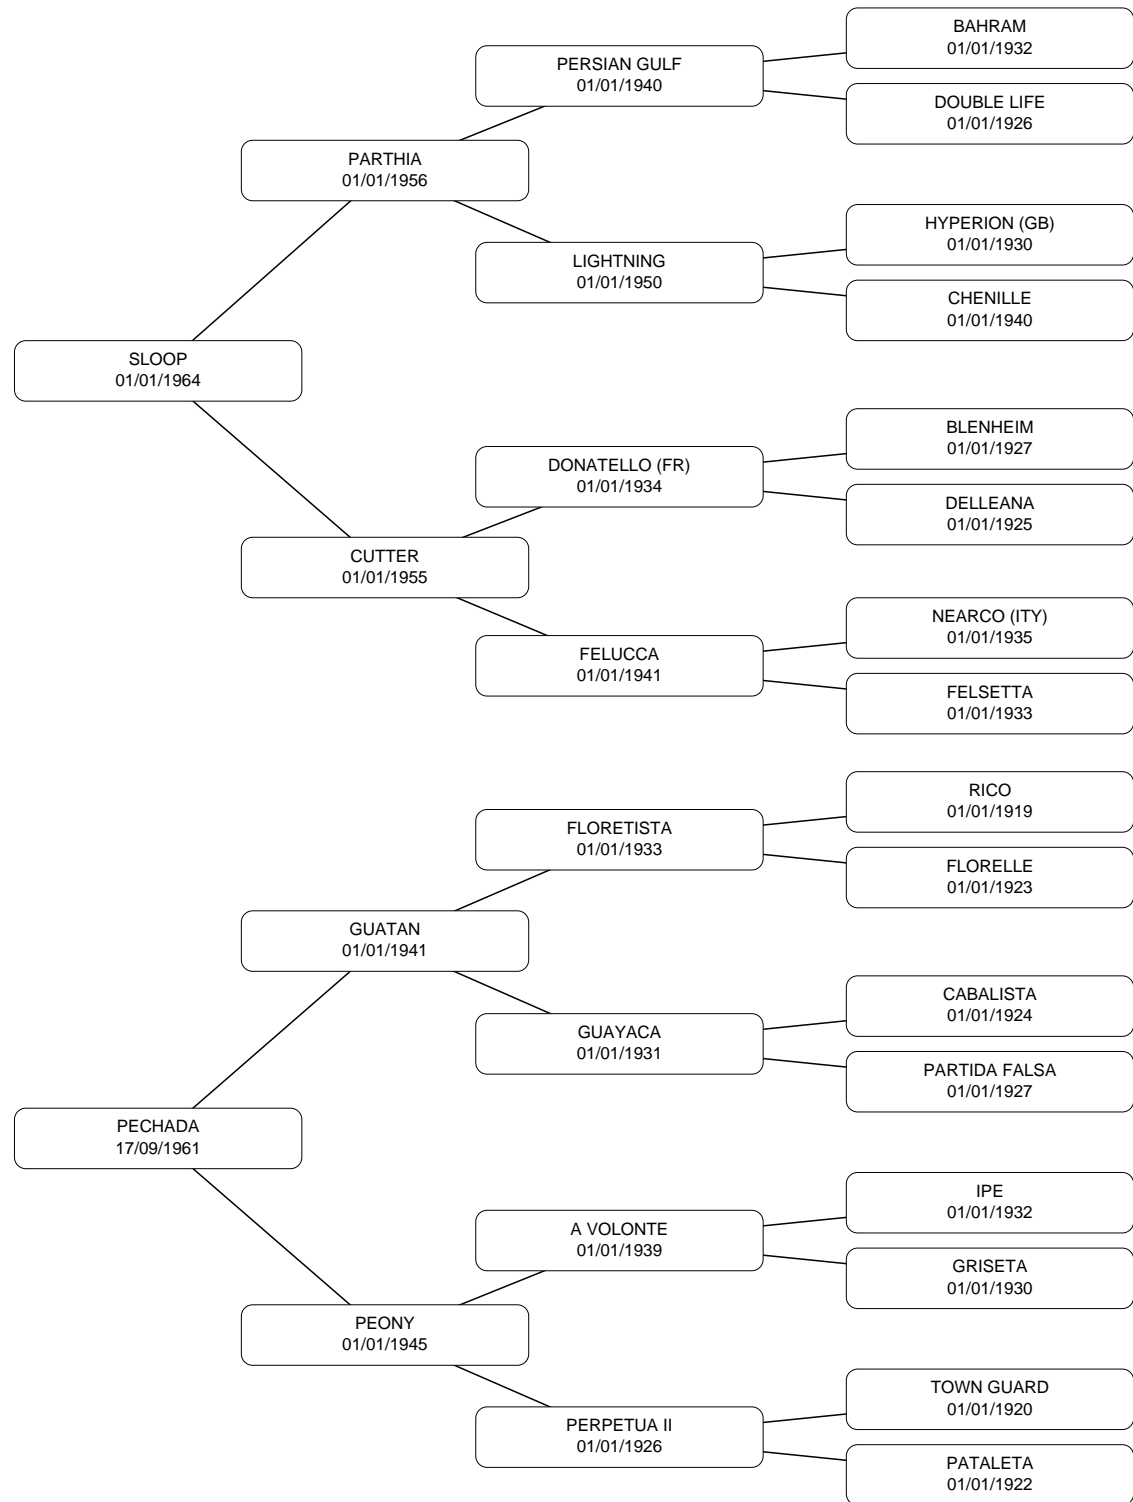 BAHRAM
01/01/1932
PERSIAN GULF
01/01/1940
DOUBLE LIFE
01/01/1926
PARTHIA
01/01/1956
HYPERION (GB)
01/01/1930
LIGHTNING
01/01/1950
CHENILLE
01/01/1940
SLOOP
01/01/1964
BLENHEIM
01/01/1927
DONATELLO (FR)
01/01/1934
DELLEANA
01/01/1925
CUTTER
01/01/1955
NEARCO (ITY)
01/01/1935
FELUCCA
01/01/1941
FELSETTA
01/01/1933
RICO
01/01/1919
FLORETISTA
01/01/1933
FLORELLE
01/01/1923
GUATAN
01/01/1941
CABALISTA
01/01/1924
GUAYACA
01/01/1931
PARTIDA FALSA
01/01/1927
PECHADA
17/09/1961
IPE
01/01/1932
A VOLONTE
01/01/1939
GRISETA
01/01/1930
PEONY
01/01/1945
TOWN GUARD
01/01/1920
PERPETUA II
01/01/1926
PATALETA
01/01/1922